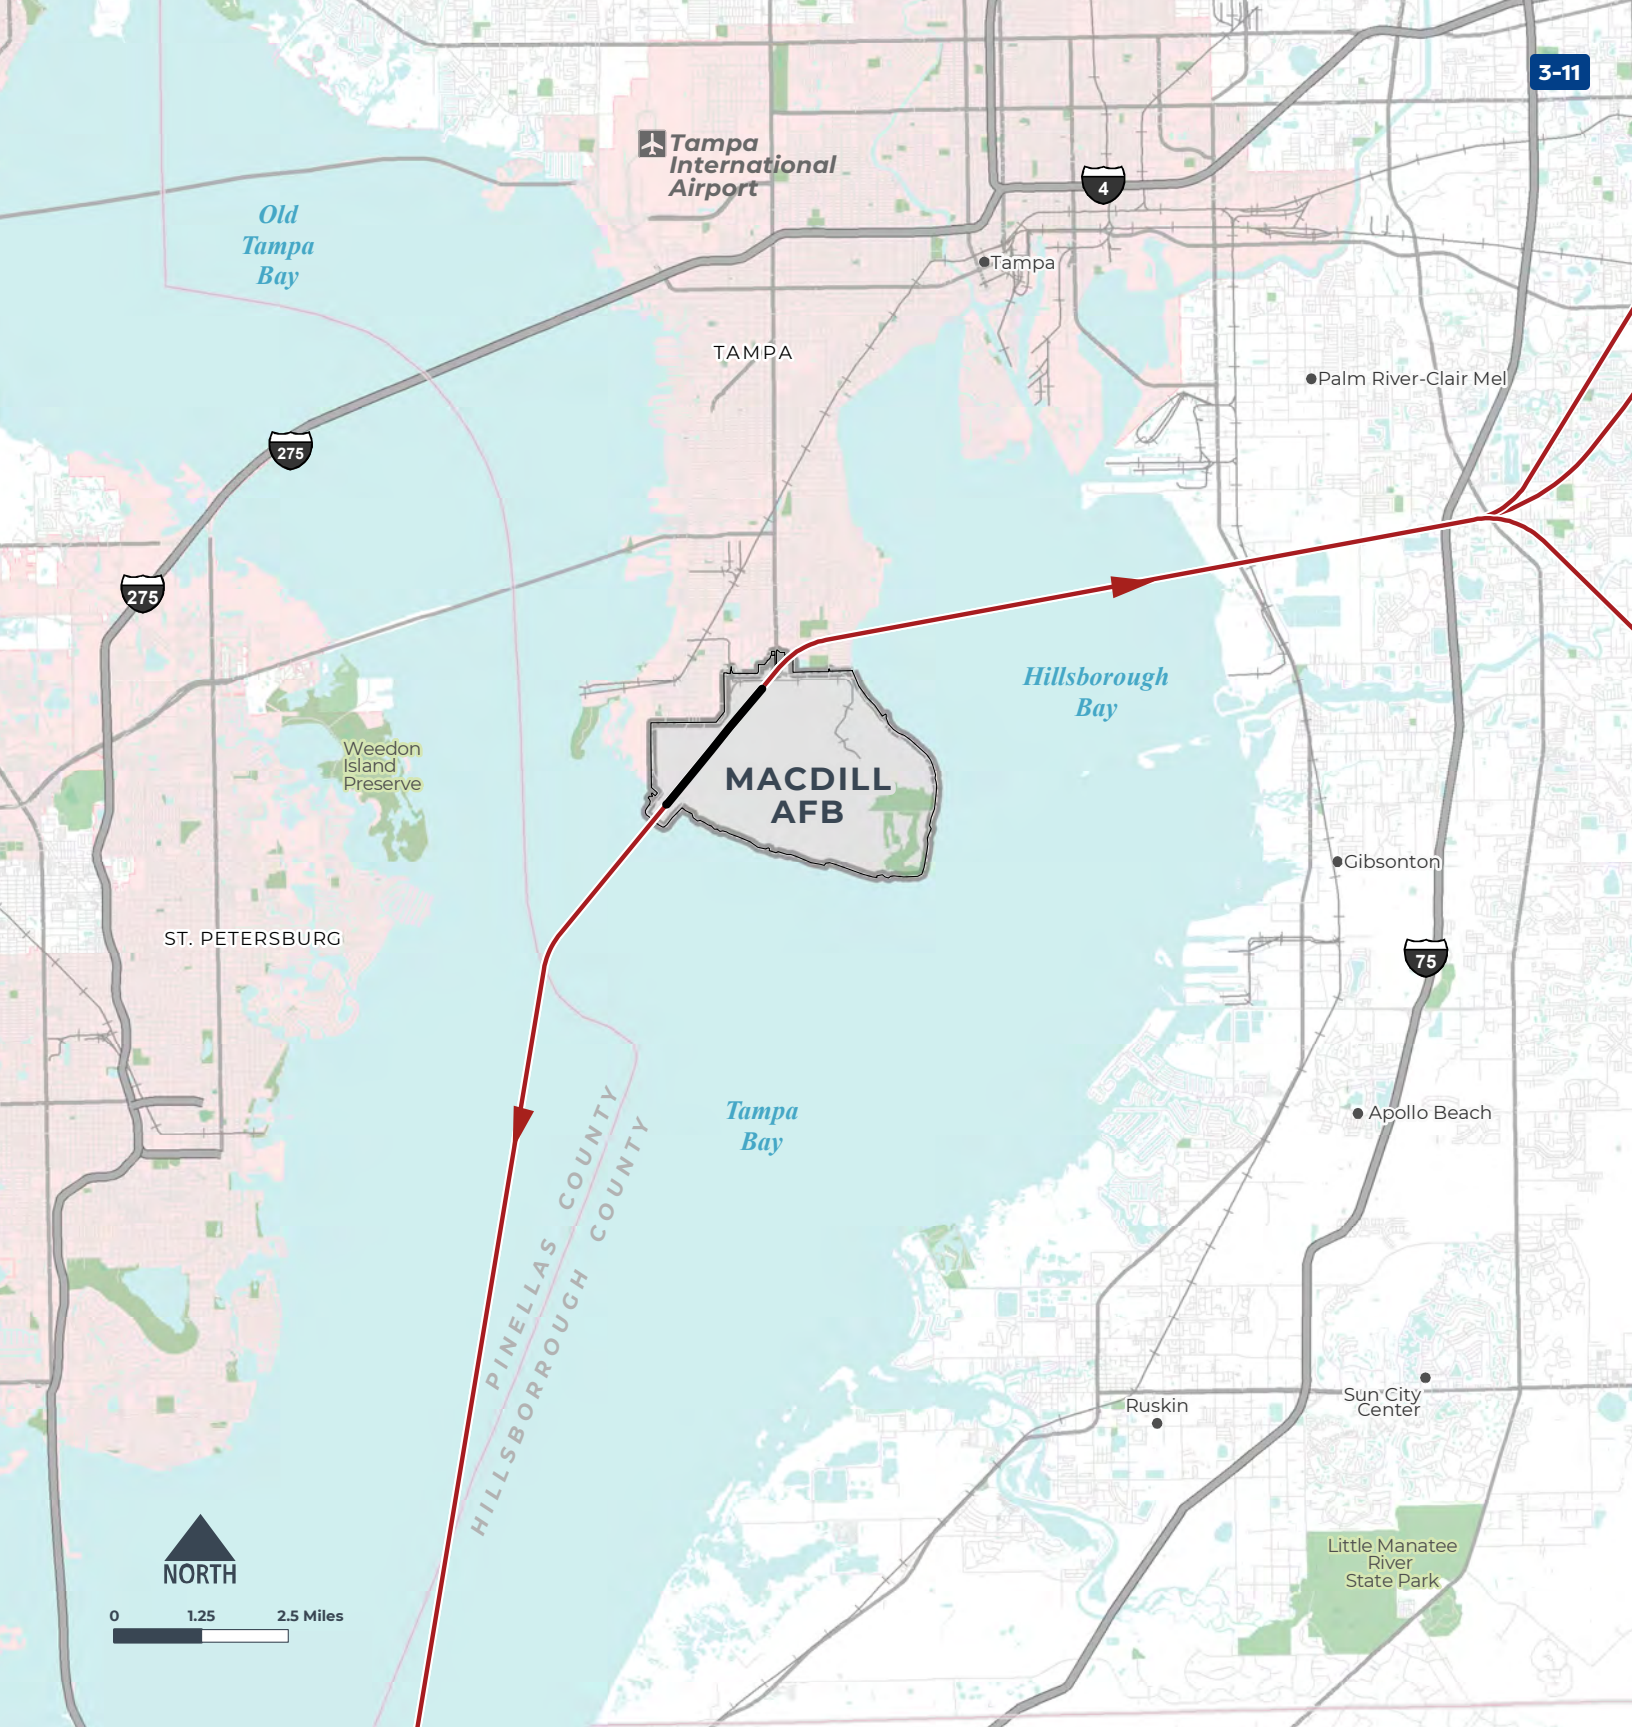 3-11
Tampa
International
Airport
4
Old
Tampa
Bay
Tampa
TAMPA
Palm River-Clair Mel
275
275
Hillsborough
Bay
Weedon
Island
Preserve
MACDILL
AFB
Gibsonton
ST. PETERSBURG
75
Tampa
Bay
Apollo Beach
PINELLAS COUNTY
HILLSBORROUGH COUNTY
Sun City
Center
Ruskin
Little Manatee
River
State Park
NORTH
0 1.25 2.5 Miles